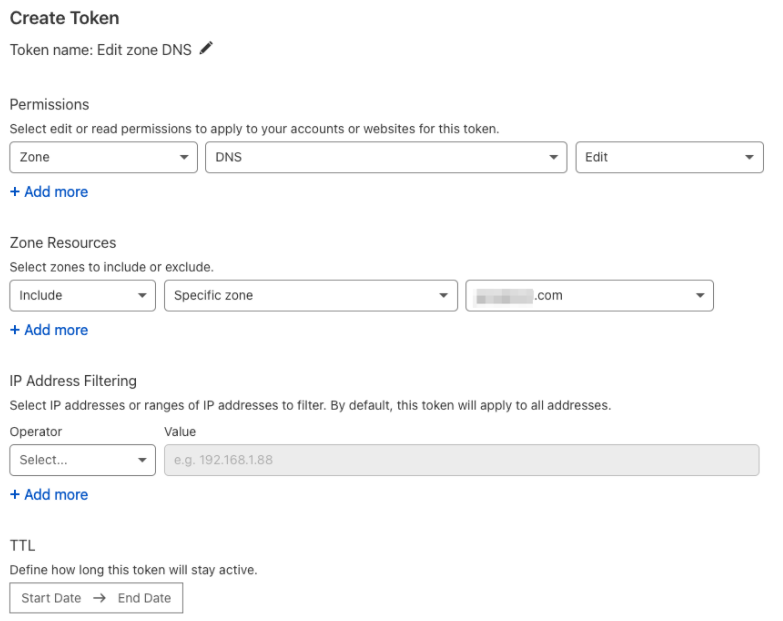 Create Token
Token name: Edit zone DNS
Permissions
Select edit or read permissions to apply to your accounts or websites for this token.
Zone DNS Edit
+ Add more
Zone Resources
Select zones to include or exclude.
Include Specific zone .com
+ Add more
IP Address Filtering
Select IP addresses or ranges of IP addresses to filter. By default, this token will apply to all addresses.
Operator Value
Select... e.g. 192.168.1.88
+ Add more
TTL
Define how long this token will stay active.
Start Date → End Date